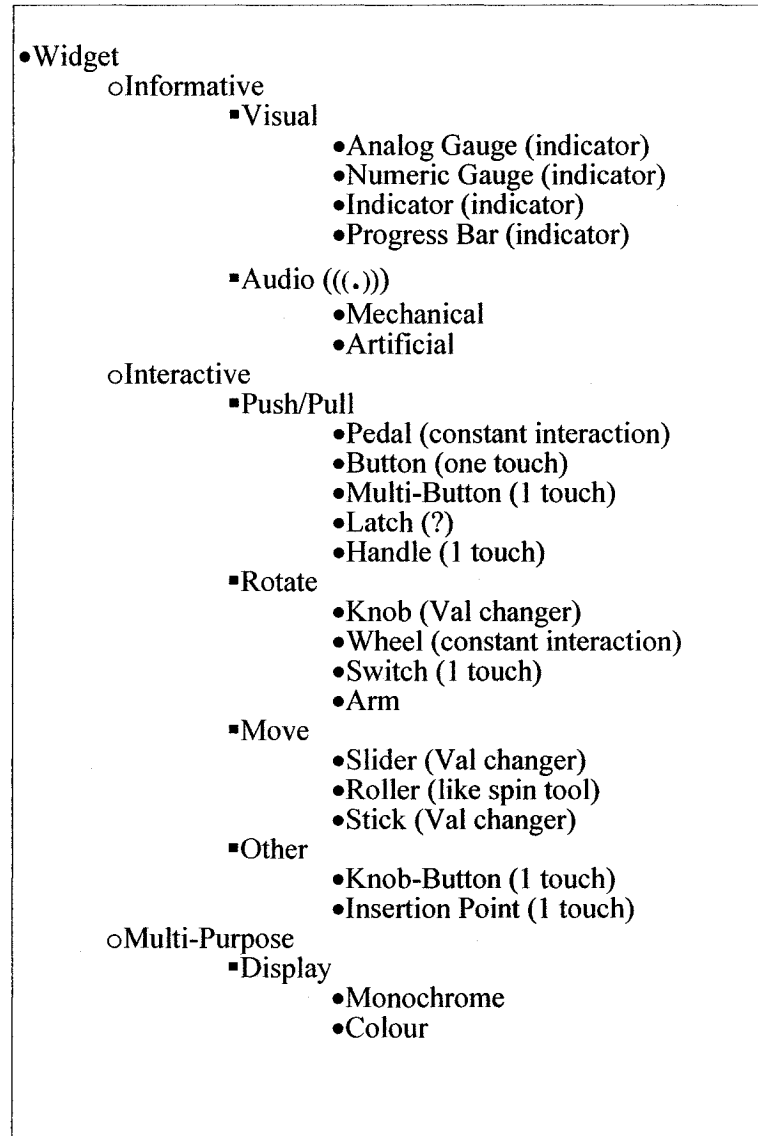 •Widget
○Informative
▪Visual
•Analog Gauge (indicator)
•Numeric Gauge (indicator)
•Indicator (indicator)
•Progress Bar (indicator)
▪Audio (((.)))
•Mechanical
•Artificial
○Interactive
▪Push/Pull
•Pedal (constant interaction)
•Button (one touch)
•Multi-Button (1 touch)
•Latch (?)
•Handle (1 touch)
▪Rotate
•Knob (Val changer)
•Wheel (constant interaction)
•Switch (1 touch)
•Arm
▪Move
•Slider (Val changer)
•Roller (like spin tool)
•Stick (Val changer)
▪Other
•Knob-Button (1 touch)
•Insertion Point (1 touch)
○Multi-Purpose
▪Display
•Monochrome
•Colour